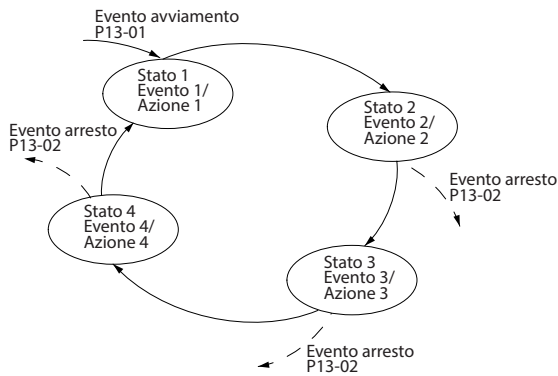 Evento avviamento
P13-01
Stato 1
Evento 1/
Azione 1
Stato 2
Evento 2/
Azione 2
Evento arresto
P13-02
Evento arresto
P13-02
Stato 4
Evento 4/
Azione 4
Stato 3
Evento 3/
Azione 3
Evento arresto
P13-02